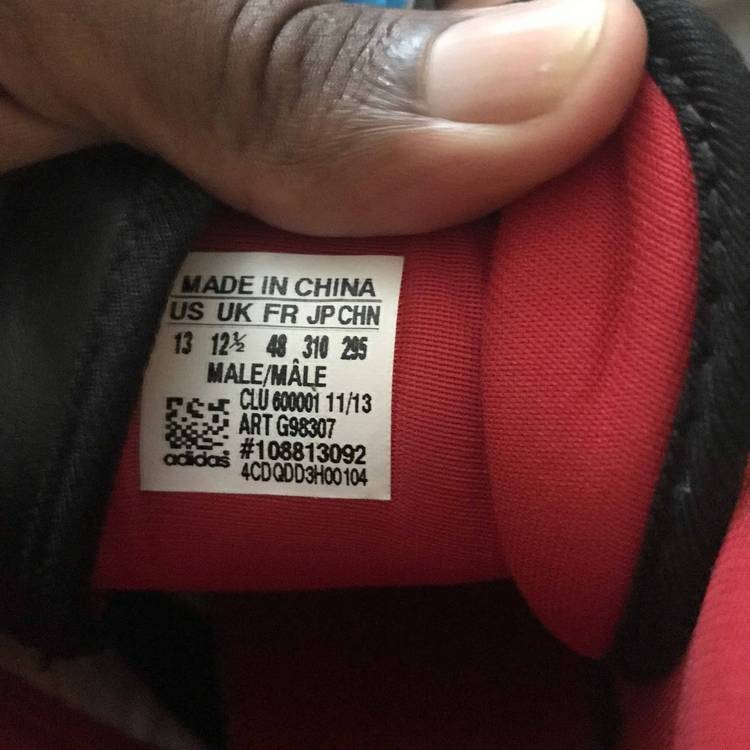 MADE IN CHINA
US UK FR JP CHN
13 12½ 48 310 295
MALE/MÂLE
CLU 600001 11/13
ART G98307
#108813092
adidas 4CDQDD3H00104